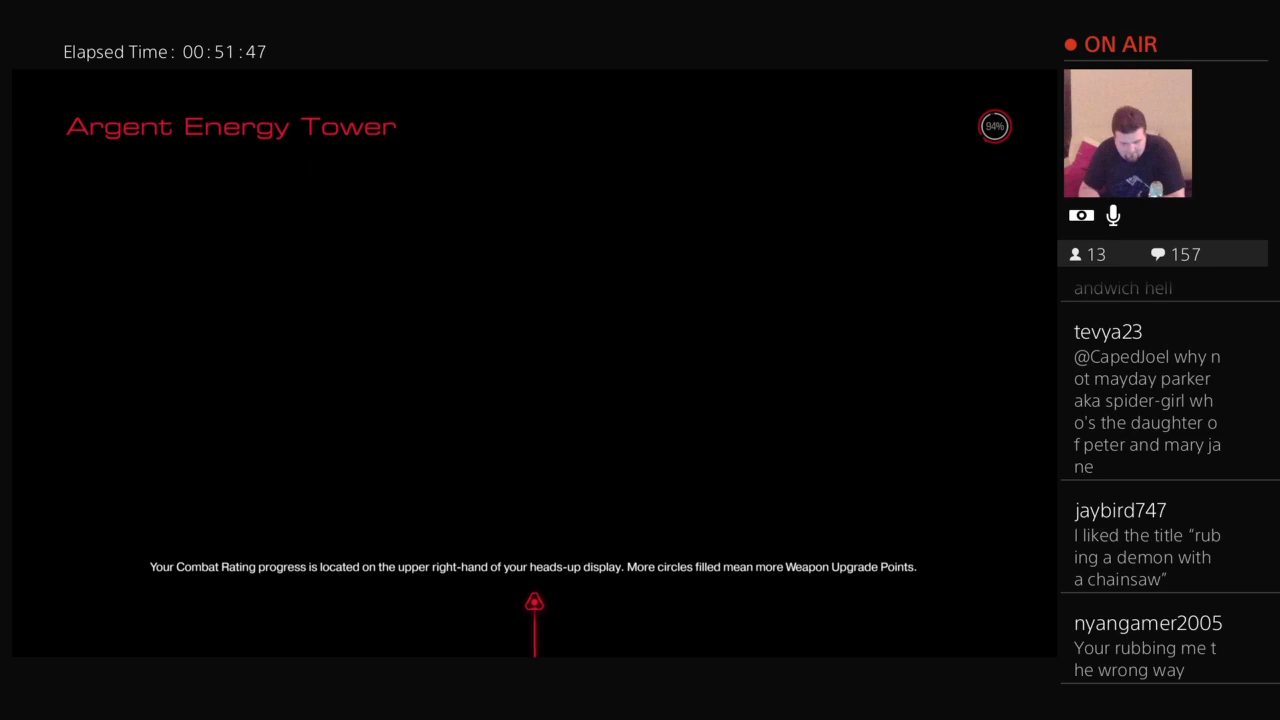 Elapsed Time: 00:51:47
ON AIR
Argent Energy Tower
94%
13
157
andwich hell
tevya23
@CapedJoel why n
ot mayday parker
aka spider-girl wh
o's the daughter o
f peter and mary ja
ne
jaybird747
I liked the title "rub
ing a demon with
a chainsaw"
nyangamer2005
Your rubbing me t
he wrong way
Your Combat Rating progress is located on the upper right-hand of your heads-up display. More circles filled mean more Weapon Upgrade Points.